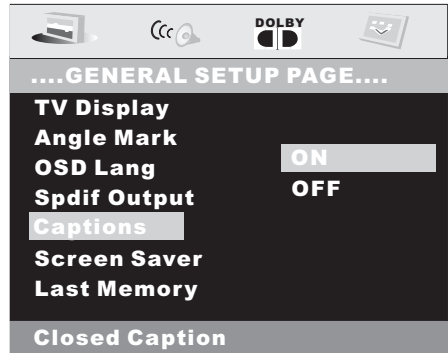 DOLBY
....GENERAL SETUP PAGE....
TV Display
Angle Mark
OSD Lang
ON
Spdif Output
OFF
Captions
Screen Saver
Last Memory
Closed Caption